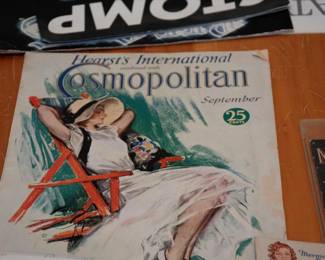 STOMP
Hearst's International
combined with
Cosmopolitan
September
25
cents